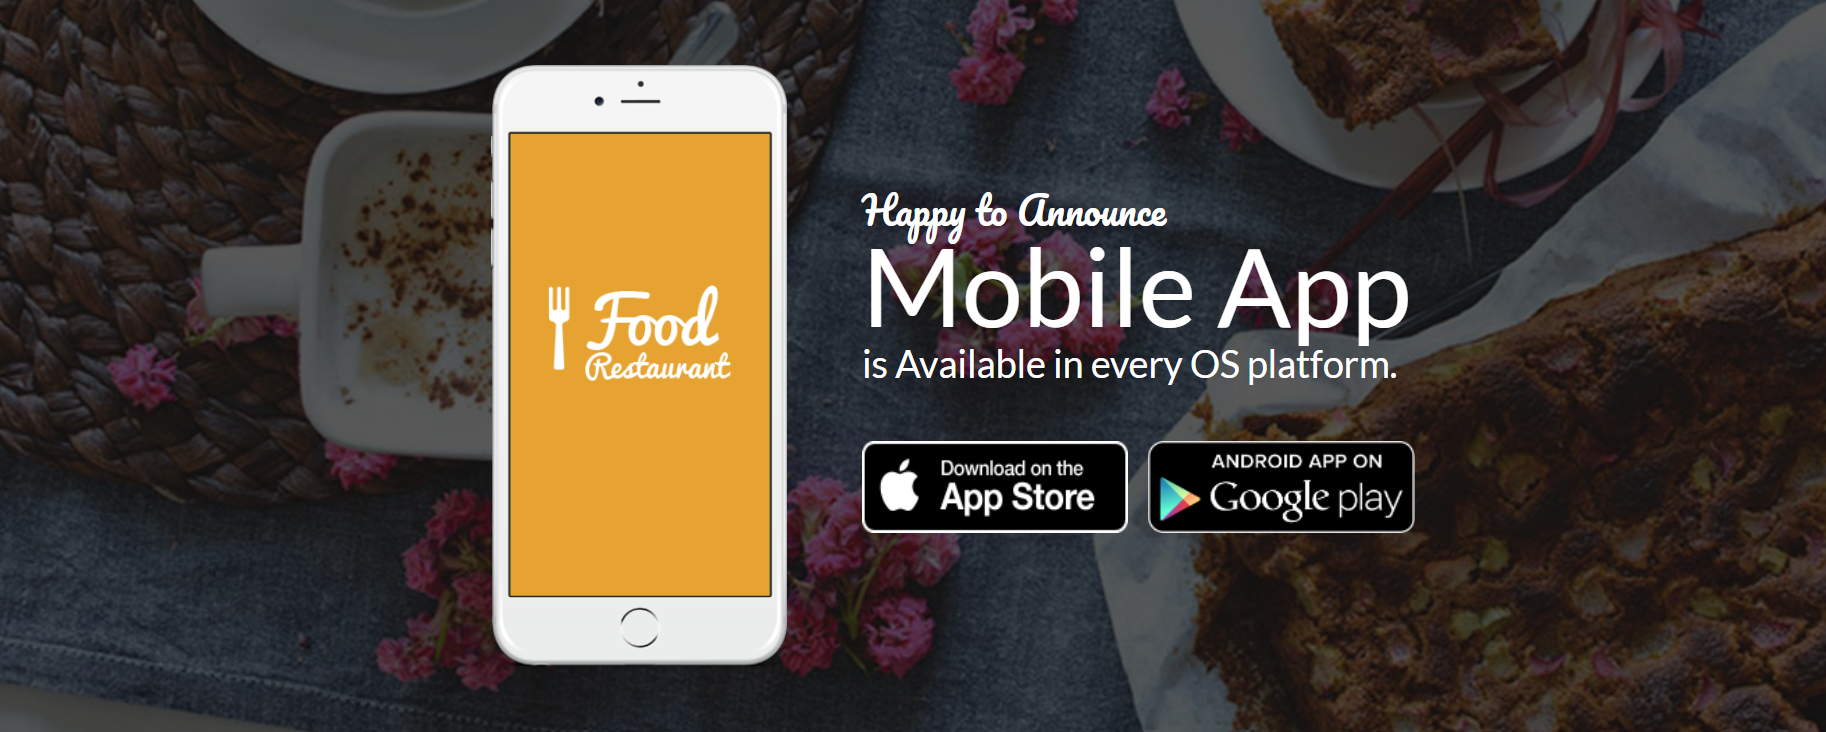 Food
Restaurant
Happy to Announce
Mobile App
is Available in every OS platform.
Download on the
App Store
ANDROID APP ON
Google play